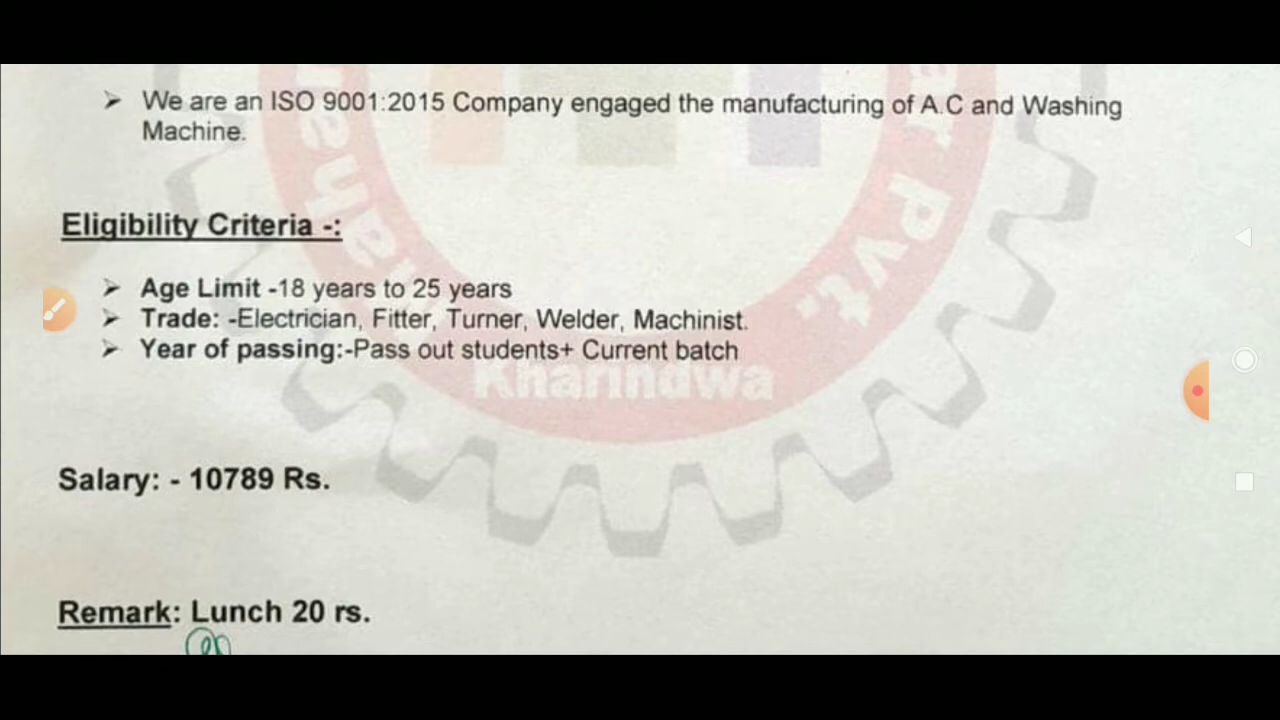 ➢ We are an ISO 9001:2015 Company engaged the manufacturing of A.C and Washing
Machine.
Eligibility Criteria -:
➢ Age Limit -18 years to 25 years
➢ Trade: -Electrician, Fitter, Turner, Welder, Machinist.
➢ Year of passing:-Pass out students+ Current batch
Pvt.
Kharindwa
Salary: - 10789 Rs.
Remark: Lunch 20 rs.